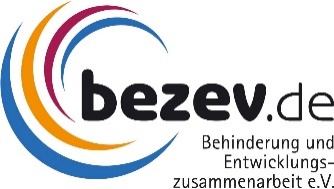 bezev.de
Behinderung und
Entwicklungs-
zusammenarbeit e.V.